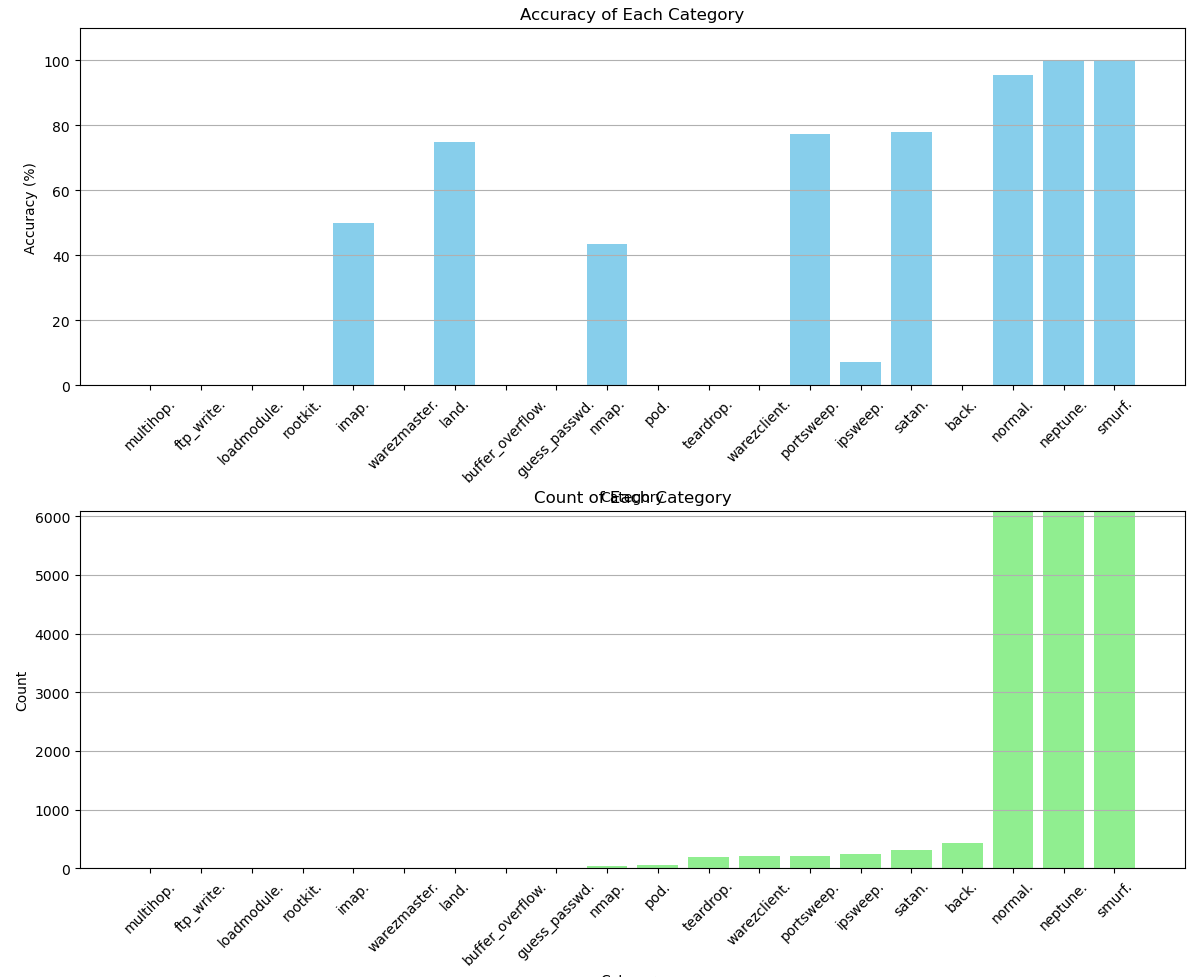 Accuracy of Each Category
Accuracy (%)
100
80
60
40
20
0
multihop.
ftp_write.
loadmodule.
rootkit.
imap.
warezmaster.
land.
buffer_overflow.
guess_passwd.
nmap.
pod.
teardrop.
warezclient.
portsweep.
ipsweep.
satan.
back.
normal.
neptune.
smurf.
Category
Count of Each Category
Count
6000
5000
4000
3000
2000
1000
0
multihop.
ftp_write.
loadmodule.
rootkit.
imap.
warezmaster.
land.
buffer_overflow.
guess_passwd.
nmap.
pod.
teardrop.
warezclient.
portsweep.
ipsweep.
satan.
back.
normal.
neptune.
smurf.